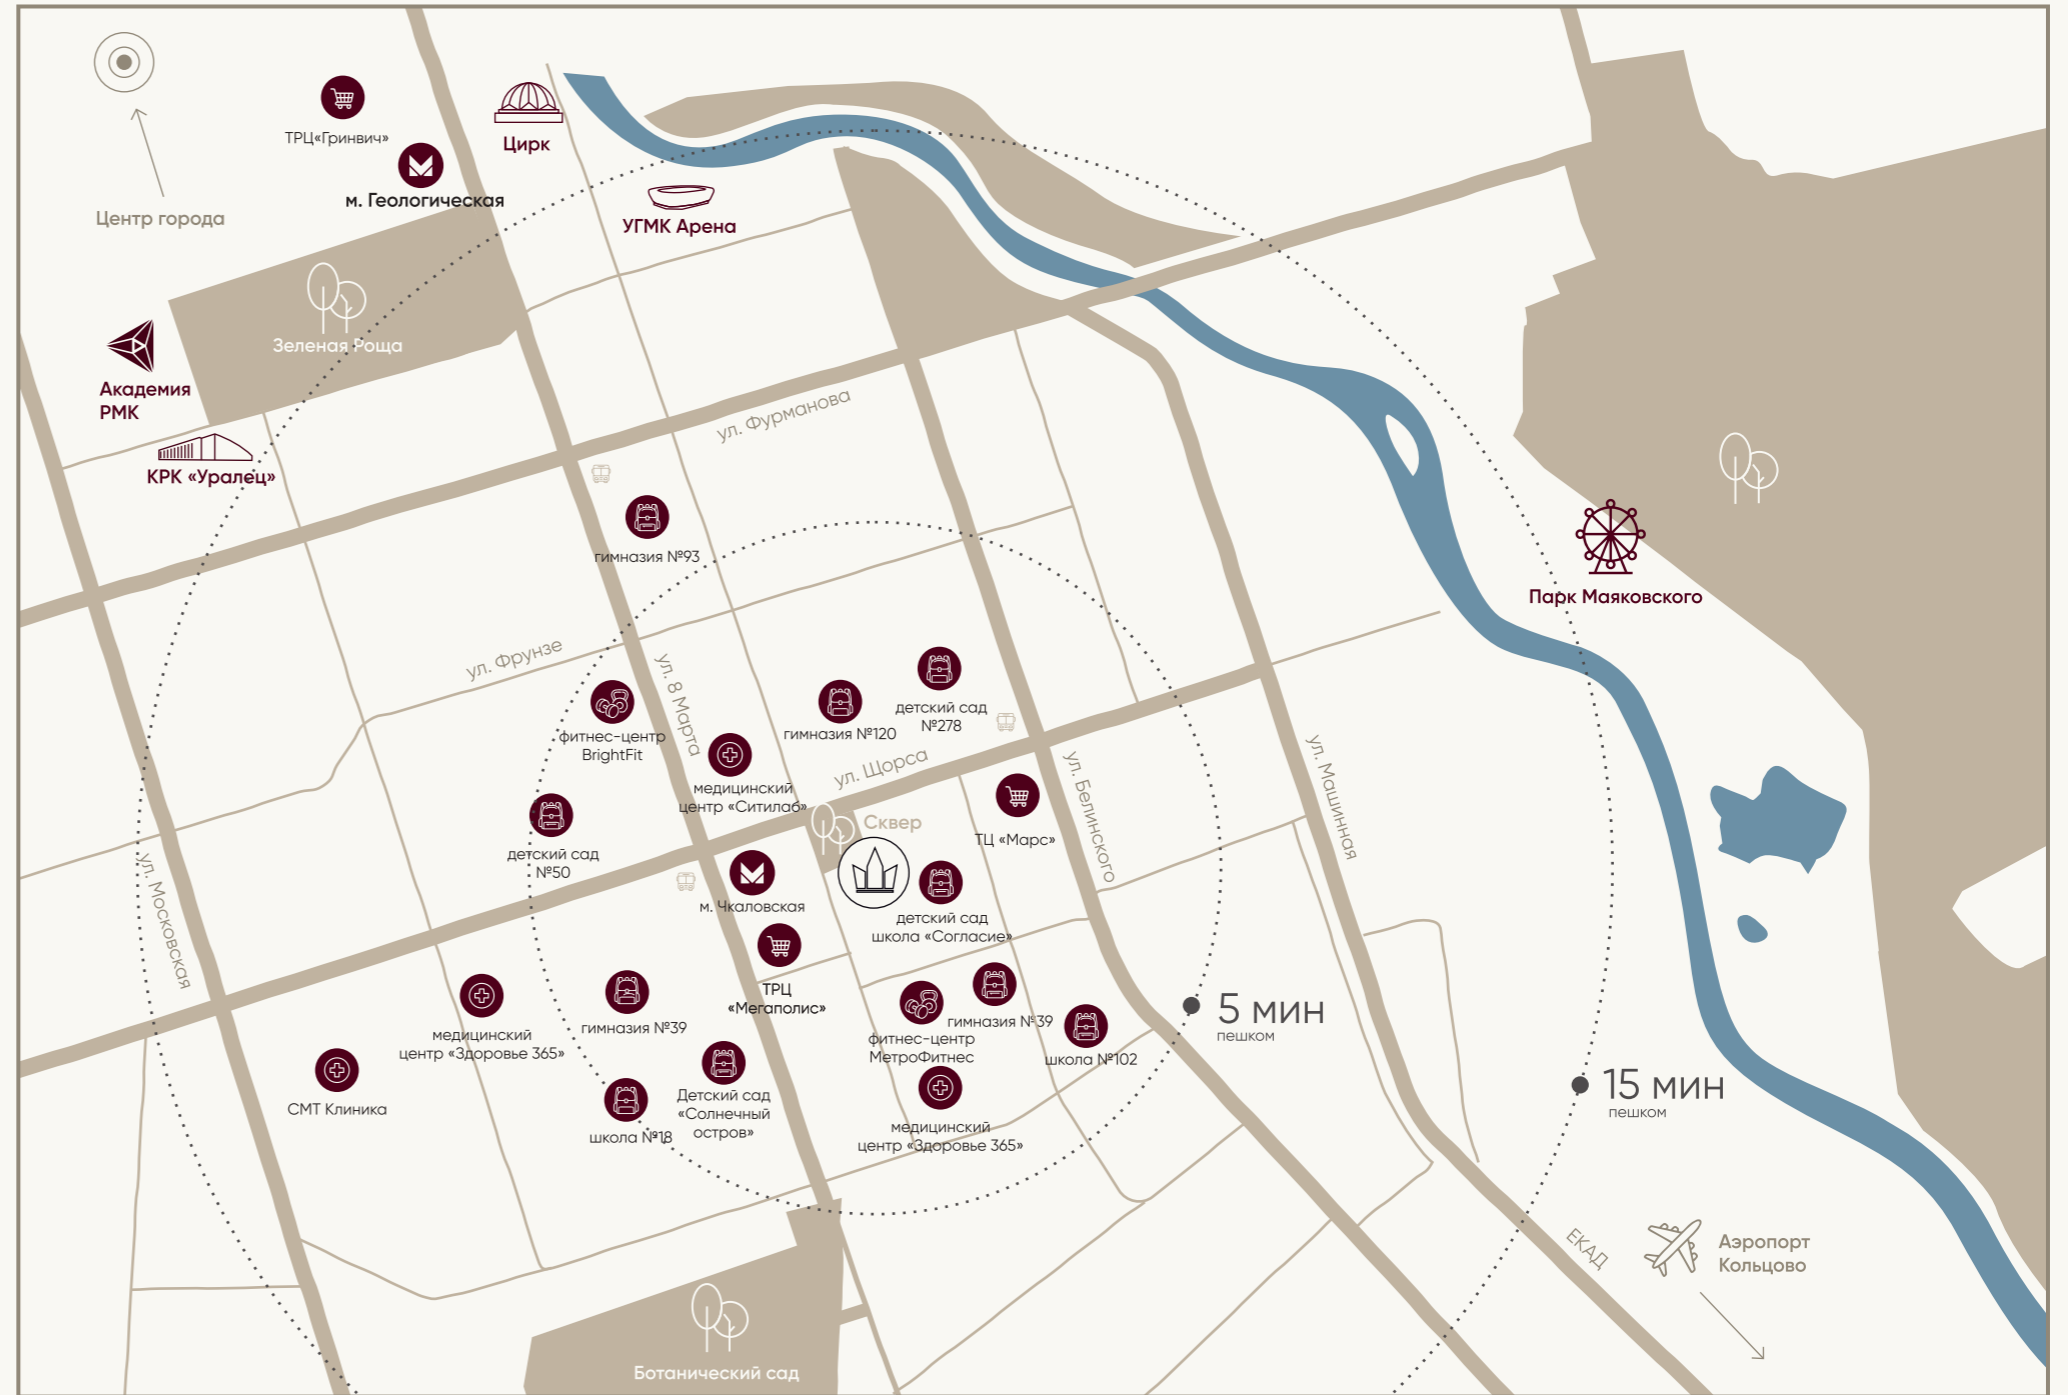 ТРЦ«Гринвич»
Цирк
м. Геологическая
Центр города
УГМК Арена
Зеленая Роща
Академия
РМК
КРК «Уралец»
ул. Фурманова
гимназия №93
Парк Маяковского
ул. Фрунзе
ул. 8 Марта
фитнес-центр
BrightFit
гимназия №120
детский сад
№278
ул. Щорса
медицинский
центр «Ситилаб»
Сквер
ТЦ «Марс»
ул. Белинского
ул. Машинная
детский сад
№50
ул. Московская
м. Чкаловская
детский сад
школа «Согласие»
ТРЦ
«Мегаполис»
медицинский
центр «Здоровье 365»
гимназия №39
фитнес-центр
МетроФитнес
гимназия №39
школа №102
5 мин
пешком
15 мин
пешком
СМТ Клиника
школа №18
Детский сад
«Солнечный
остров»
медицинский
центр «Здоровье 365»
ЕКАД
Аэропорт
Кольцово
Ботанический сад